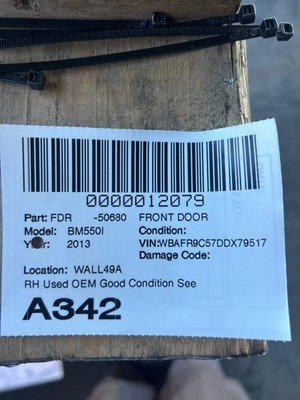 0000012079
Part: FDR -50680 FRONT DOOR
Model: BM550I Condition:
Year: 2013 VIN:WBAFR9C57DDX79517
Damage Code:
Location: WALL49A
RH Used OEM Good Condition See
A342